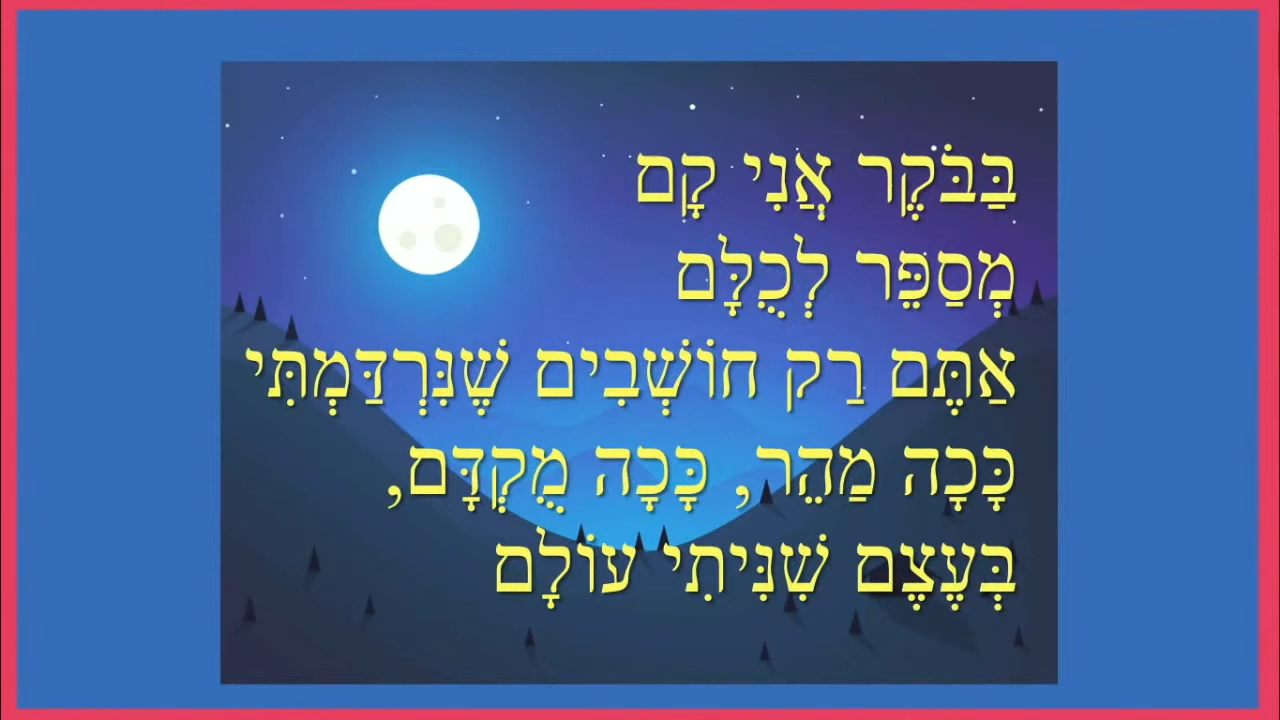 בַּבֹּקֶר אֲנִי קָם
מְסַפֵּר לְכֻלָּם
אַתֶּם רַק חוֹשְׁבִים שֶׁנִּרְדַּמְתִּי
כָּכָה מַהֵר, כָּכָה מֻקְדָּם,
בְּעֶצֶם שִׁנִּיתִי עוֹלָם